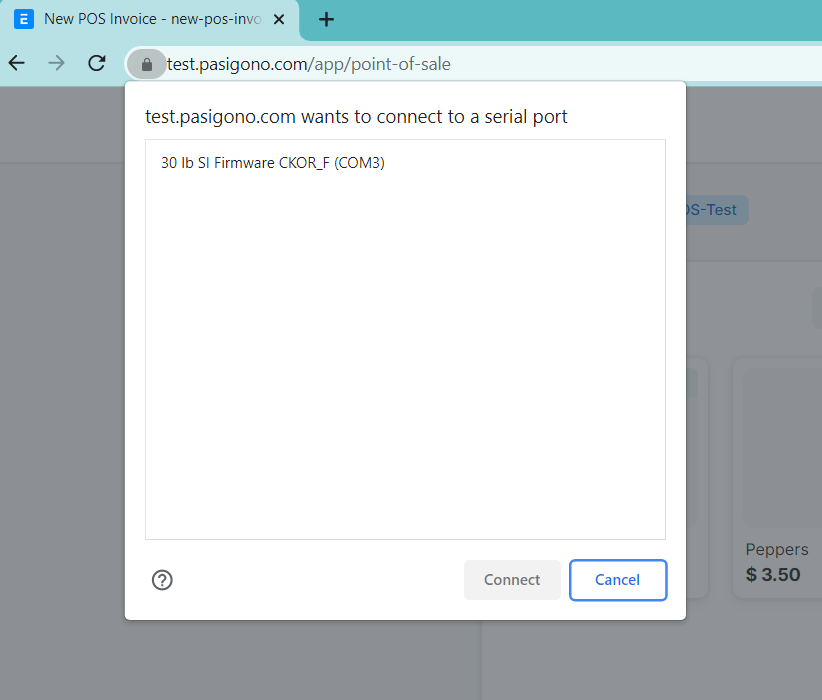 E New POS Invoice - new-pos-invo
test.pasigono.com/app/point-of-sale
test.pasigono.com wants to connect to a serial port
30 lb SI Firmware CKOR_F (COM3)
OS-Test
Peppers
$ 3.50
Connect
Cancel